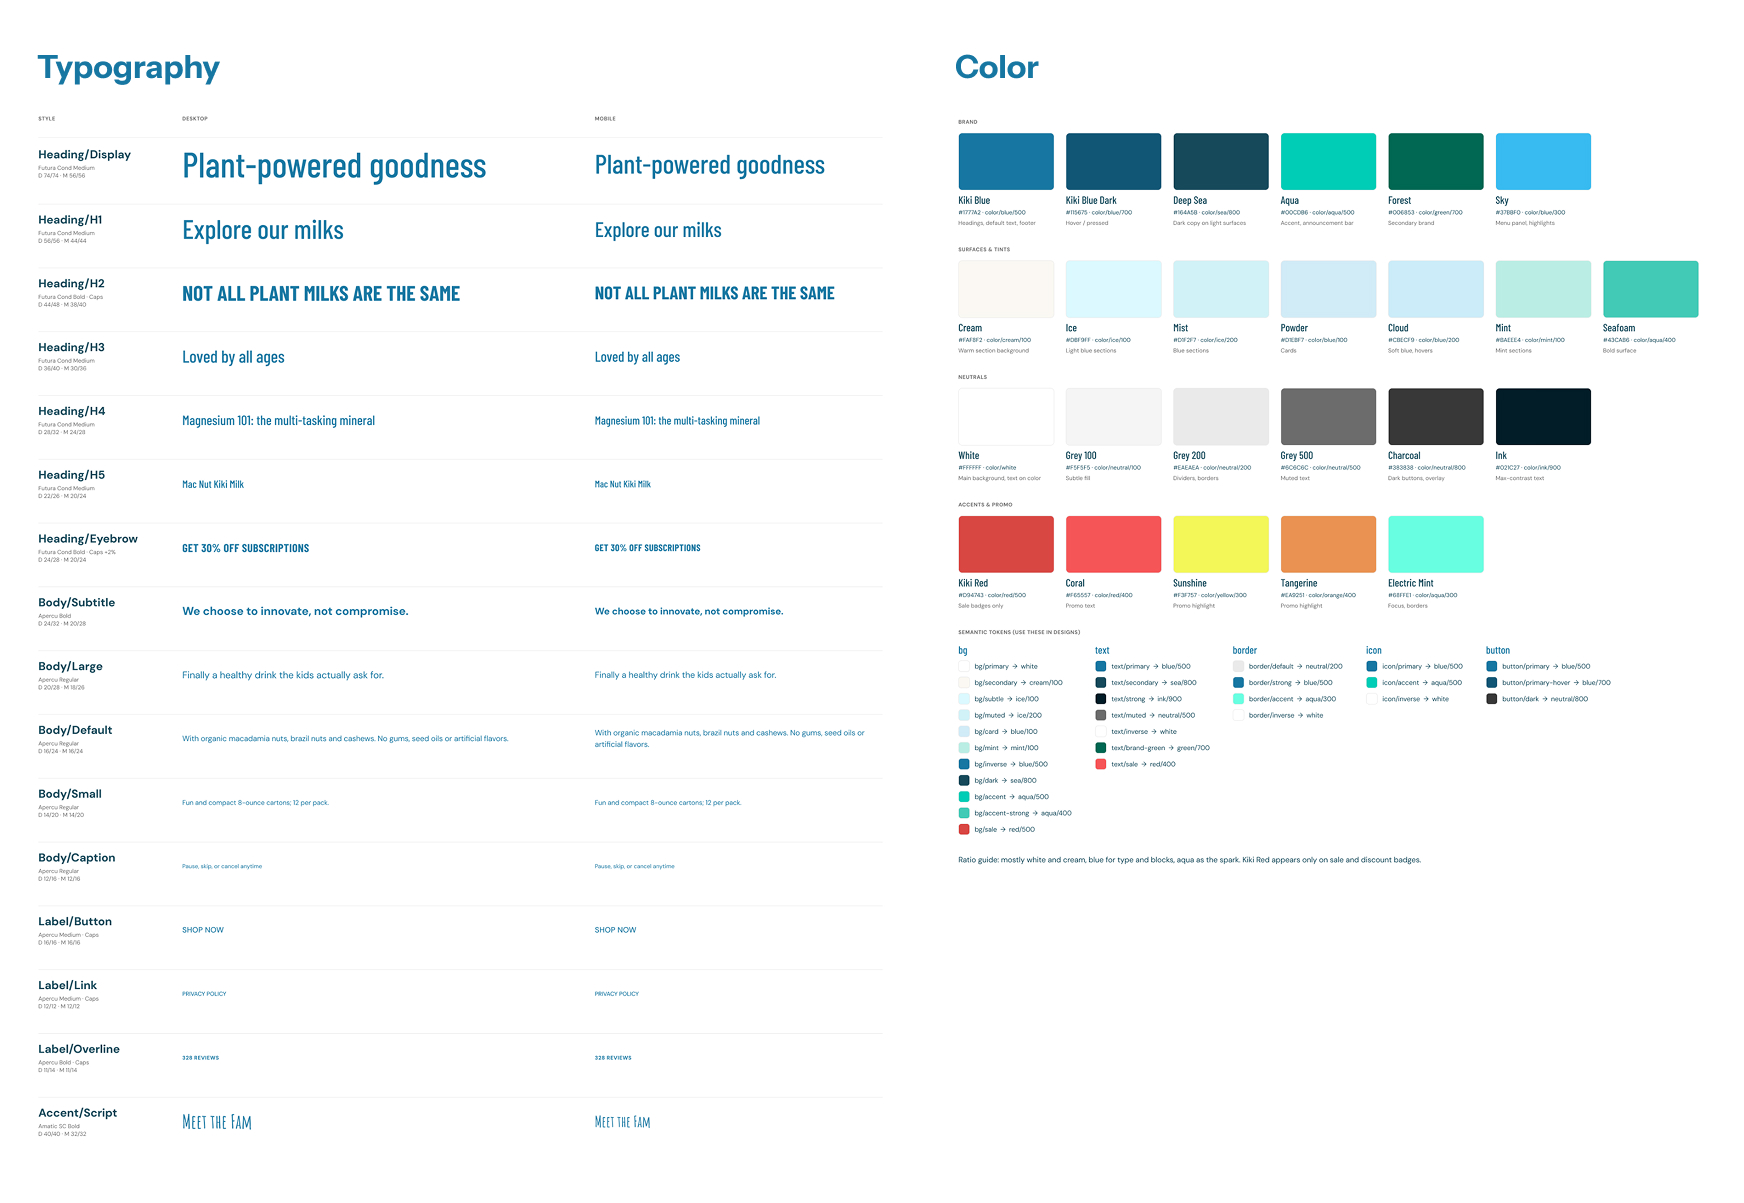 Typography
STYLE
DESKTOP
MOBILE
Heading/Display
Futura Cond Medium
D 74/74 · M 56/56
Plant-powered goodness
Plant-powered goodness
Heading/H1
Futura Cond Medium
D 56/56 · M 44/44
Explore our milks
Explore our milks
Heading/H2
Futura Cond Bold · Caps
D 44/48 · M 38/40
NOT ALL PLANT MILKS ARE THE SAME
NOT ALL PLANT MILKS ARE THE SAME
Heading/H3
Futura Cond Medium
D 36/40 · M 30/36
Loved by all ages
Loved by all ages
Heading/H4
Futura Cond Medium
D 28/32 · M 24/28
Magnesium 101: the multi-tasking mineral
Magnesium 101: the multi-tasking mineral
Heading/H5
Futura Cond Medium
D 22/26 · M 20/24
Mac Nut Kiki Milk
Mac Nut Kiki Milk
Heading/Eyebrow
Futura Cond Bold · Caps +2%
D 24/28 · M 20/24
GET 30% OFF SUBSCRIPTIONS
GET 30% OFF SUBSCRIPTIONS
Body/Subtitle
Apercu Bold
D 24/32 · M 20/28
We choose to innovate, not compromise.
We choose to innovate, not compromise.
Body/Large
Apercu Regular
D 20/28 · M 18/26
Finally a healthy drink the kids actually ask for.
Finally a healthy drink the kids actually ask for.
Body/Default
Apercu Regular
D 16/24 · M 16/24
With organic macadamia nuts, brazil nuts and cashews. No gums, seed oils or artificial flavors.
With organic macadamia nuts, brazil nuts and cashews. No gums, seed oils or
artificial flavors.
Body/Small
Apercu Regular
D 14/20 · M 14/20
Fun and compact 8-ounce cartons; 12 per pack.
Fun and compact 8-ounce cartons; 12 per pack.
Body/Caption
Apercu Regular
D 12/16 · M 12/16
Pause, skip, or cancel anytime
Pause, skip, or cancel anytime
Label/Button
Apercu Medium · Caps
D 16/16 · M 16/16
SHOP NOW
SHOP NOW
Label/Link
Apercu Medium · Caps
D 12/12 · M 12/12
PRIVACY POLICY
PRIVACY POLICY
Label/Overline
Apercu Bold · Caps
D 11/14 · M 11/14
328 REVIEWS
328 REVIEWS
Accent/Script
Amatic SC Bold
D 40/40 · M 32/32
MEET THE FAM
MEET THE FAM
Color
BRAND
Kiki Blue
#1777A2 · color/blue/500
Headings, default text, footer
Kiki Blue Dark
#115675 · color/blue/700
Hover / pressed
Deep Sea
#164A5B · color/sea/800
Dark copy on light surfaces
Aqua
#00CDB6 · color/aqua/500
Accent, announcement bar
Forest
#006853 · color/green/700
Secondary brand
Sky
#37BBF0 · color/blue/300
Menu panel, highlights
SURFACES & TINTS
Cream
#FAF8F2 · color/cream/100
Warm section background
Ice
#DBF9FF · color/ice/100
Light blue sections
Mist
#D1F2F7 · color/ice/200
Blue sections
Powder
#D1E8F7 · color/blue/100
Cards
Cloud
#CBECF9 · color/blue/200
Soft blue, hovers
Mint
#BAEEE4 · color/mint/100
Mint sections
Seafoam
#43CAB6 · color/aqua/400
Bold surface
NEUTRALS
White
#FFFFFF · color/white
Main background, text on color
Grey 100
#F5F5F5 · color/neutral/100
Subtle fill
Grey 200
#EAEAEA · color/neutral/200
Dividers, borders
Grey 500
#6C6C6C · color/neutral/500
Muted text
Charcoal
#383838 · color/neutral/800
Dark buttons, overlay
Ink
#021C27 · color/ink/900
Max-contrast text
ACCENTS & PROMO
Kiki Red
#D94743 · color/red/500
Sale badges only
Coral
#F65557 · color/red/400
Promo text
Sunshine
#F3F757 · color/yellow/300
Promo highlight
Tangerine
#EA9251 · color/orange/400
Promo highlight
Electric Mint
#68FFE1 · color/aqua/300
Focus, borders
SEMANTIC TOKENS (USE THESE IN DESIGNS)
bg
bg/primary → white
bg/secondary → cream/100
bg/subtle → ice/100
bg/muted → ice/200
bg/card → blue/100
bg/mint → mint/100
bg/inverse → blue/500
bg/dark → sea/800
bg/accent → aqua/500
bg/accent-strong → aqua/400
bg/sale → red/500
text
text/primary → blue/500
text/secondary → sea/800
text/strong → ink/900
text/muted → neutral/500
text/inverse → white
text/brand-green → green/700
text/sale → red/400
border
border/default → neutral/200
border/strong → blue/500
border/accent → aqua/300
border/inverse → white
icon
icon/primary → blue/500
icon/accent → aqua/500
icon/inverse → white
button
button/primary → blue/500
button/primary-hover → blue/700
button/dark → neutral/800
Ratio guide: mostly white and cream, blue for type and blocks, aqua as the spark. Kiki Red appears only on sale and discount badges.